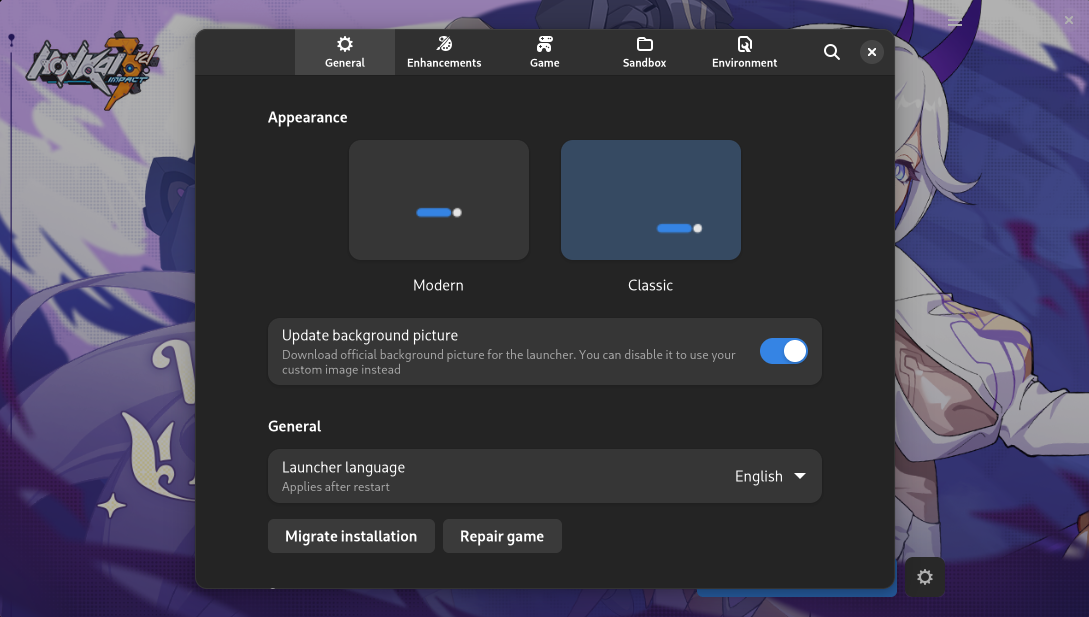 HONKAI 3rd
IMPACT
General
Enhancements
Game
Sandbox
Environment
Appearance
Modern
Classic
Update background picture
Download official background picture for the launcher. You can disable it to use your
custom image instead
General
Launcher language
Applies after restart
English
Migrate installation
Repair game